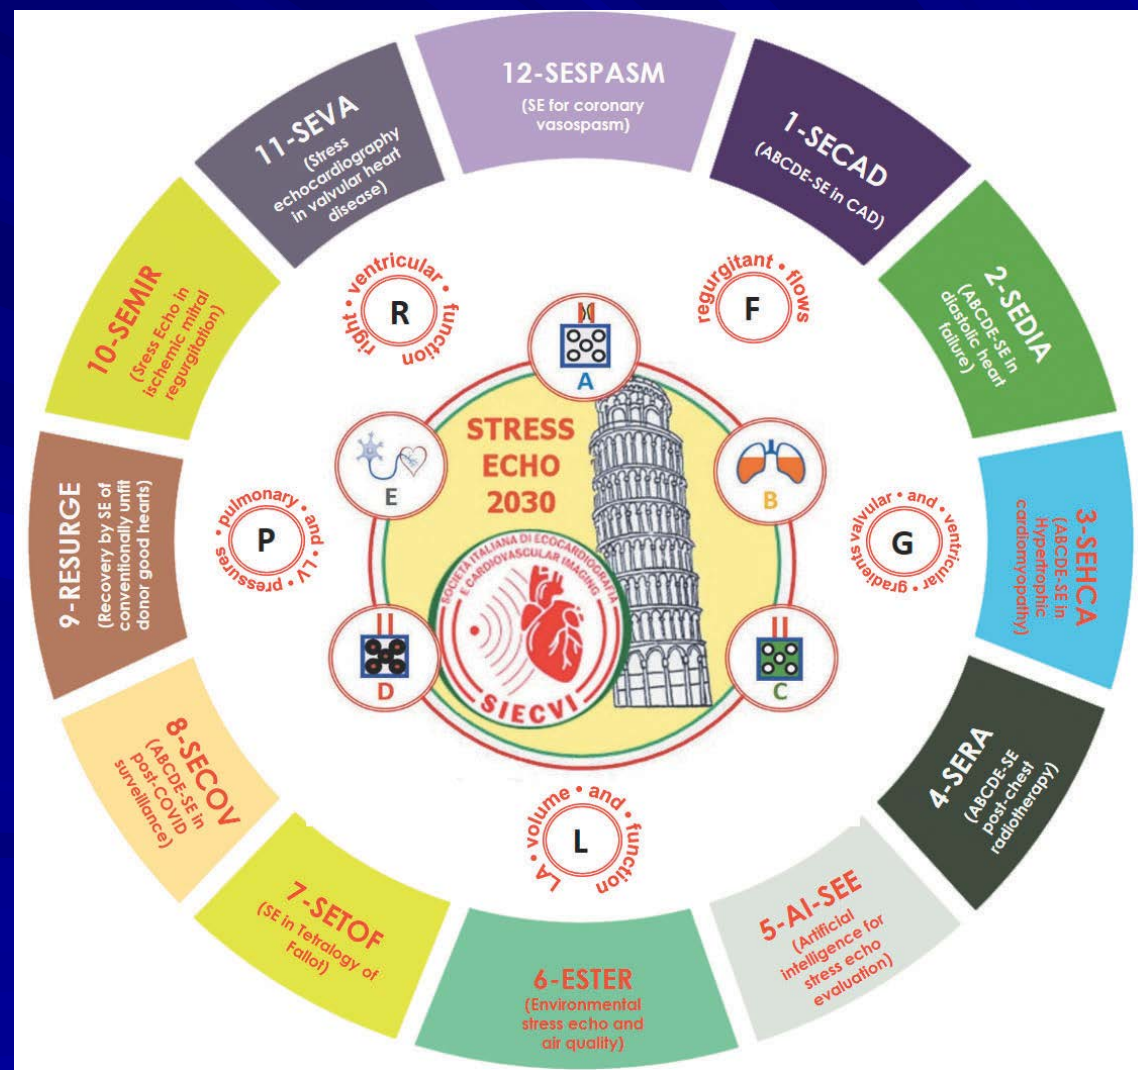 12-SESPASM
(SE for coronary
vasospasm)
1-SECAD
(ABCDE-SE in CAD)
2-SEDIA
(ABCDE-SE in
diastolic heart
failure)
3-SEHCA
(ABCDE-SE in
Hypertrophic
cardiomyopathy)
4-SERA
(ABCDE-SE
post-chest
radiotherapy)
5-AI-SEE
(Artificial
intelligence for
stress echo
evaluation)
6-ESTER
(Environmental
stress echo and
air quality)
7-SETOF
(SE in Tetralogy of
Fallot)
8-SECOV
(ABCDE-SE in
post-COVID
surveillance)
9-RESURGE
(Recovery by SE of
conventionally unfit
donor good hearts)
10-SEMIR
(Sress Echo in
ischemic mitral
regurgitation)
11-SEVA
(Stress
echocardiography
in valvular heart
disease)
right • ventricular • function
R
regurgitant • flows
F
valvular • and • ventricular • gradients
G
LA • volume • and • function
L
pulmonary • and • LV • pressures •
P
A
B
C
D
E
STRESS
ECHO
2030
SOCIETÀ ITALIANA DI ECOCARDIOGRAFIA
E CARDIOVASCULAR IMAGING
SIECVI